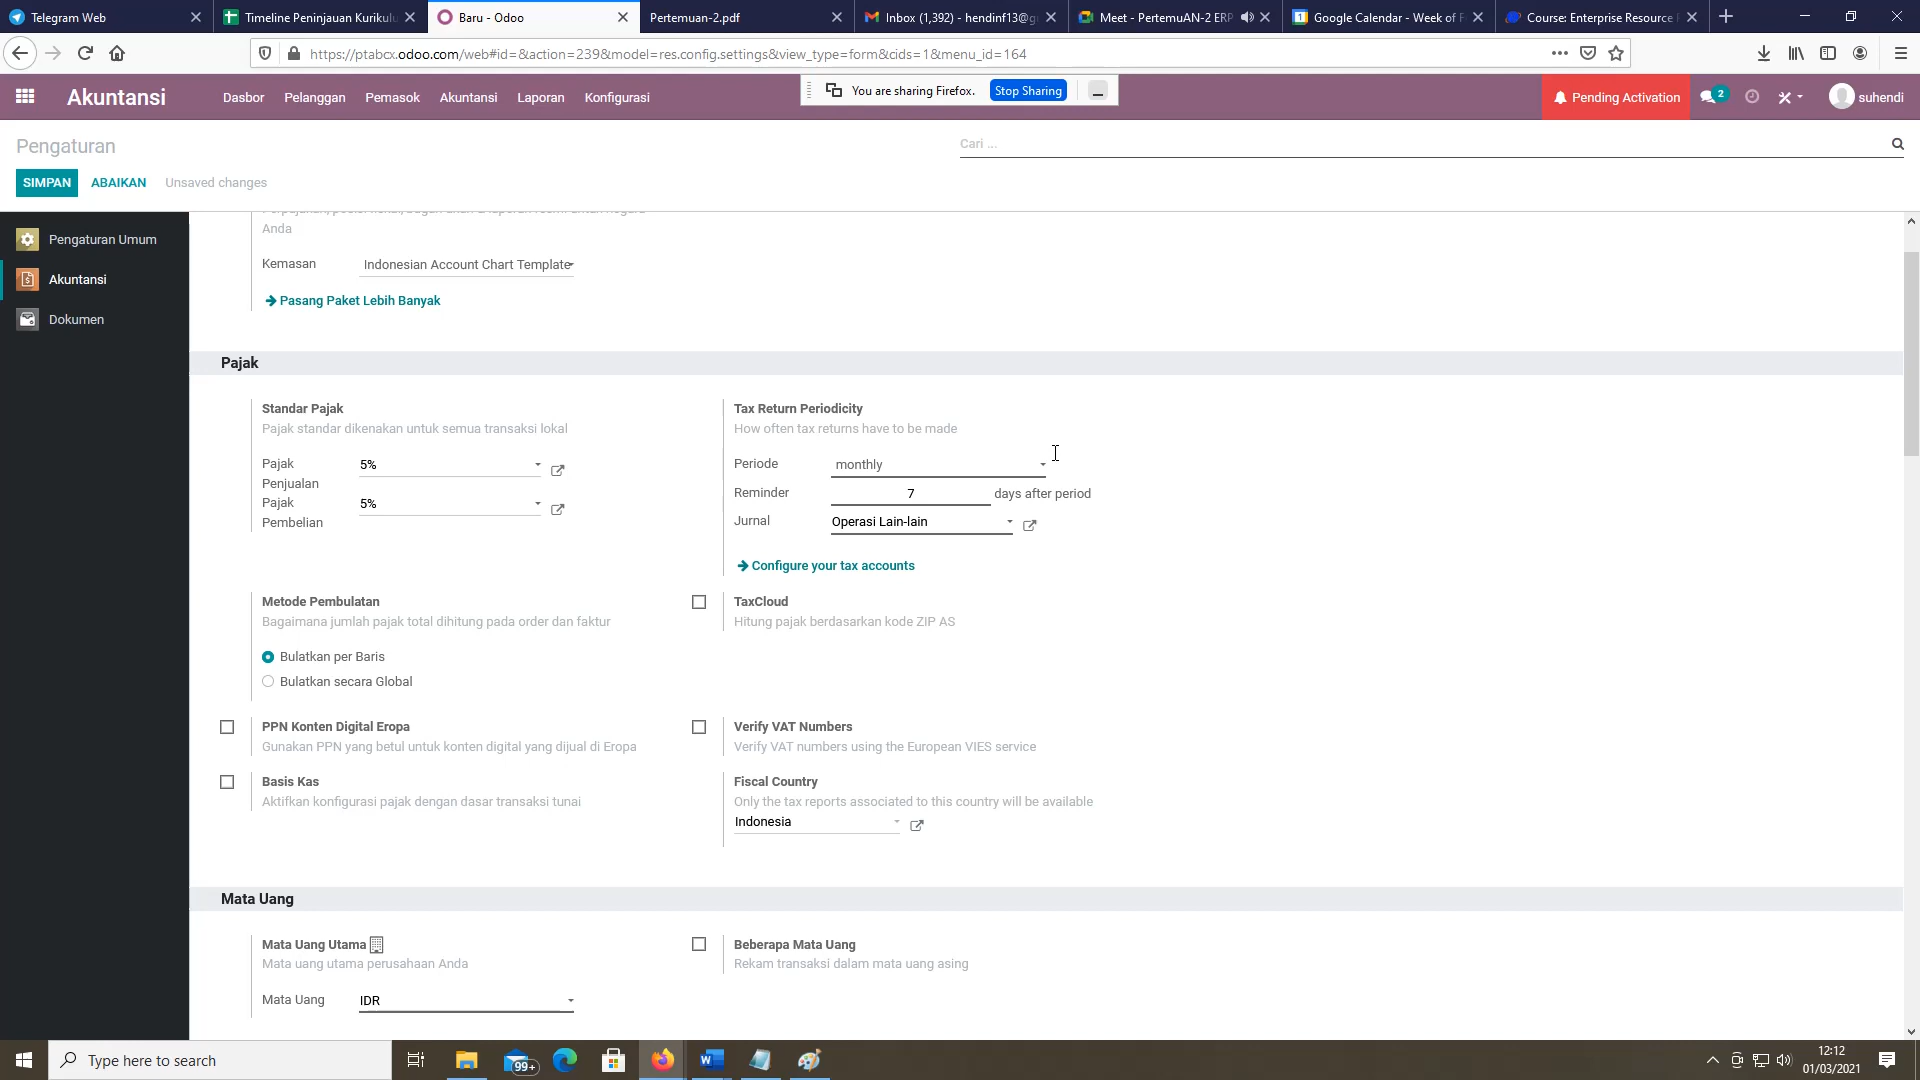 Telegram Web
Timeline Peninjauan Kurikulu
Baru - Odoo
Pertemuan-2.pdf
Inbox (1,392) - hendinf13@g
Meet - PertemuAN-2 ERP
Google Calendar - Week of F
Course: Enterprise Resource P
https://ptabcx.odoo.com/web#id=&action=239&model=res.config.settings&view_type=form&cids=1&menu_id=164
Akuntansi
Dasbor
Pelanggan
Pemasok
Akuntansi
Laporan
Konfigurasi
You are sharing Firefox.
Stop Sharing
Pending Activation
2
suhendi
Pengaturan
Cari ...
SIMPAN
ABAIKAN
Unsaved changes
Pengaturan Umum
Akuntansi
Dokumen
Anda
Kemasan
Indonesian Account Chart Template
Pasang Paket Lebih Banyak
Pajak
Standar Pajak
Pajak standar dikenakan untuk semua transaksi lokal
Pajak Penjualan
5%
Pajak Pembelian
5%
Tax Return Periodicity
How often tax returns have to be made
Periode
monthly
Reminder
7
days after period
Jurnal
Operasi Lain-lain
Configure your tax accounts
Metode Pembulatan
Bagaimana jumlah pajak total dihitung pada order dan faktur
Bulatkan per Baris
Bulatkan secara Global
TaxCloud
Hitung pajak berdasarkan kode ZIP AS
PPN Konten Digital Eropa
Gunakan PPN yang betul untuk konten digital yang dijual di Eropa
Verify VAT Numbers
Verify VAT numbers using the European VIES service
Basis Kas
Aktifkan konfigurasi pajak dengan dasar transaksi tunai
Fiscal Country
Only the tax reports associated to this country will be available
Indonesia
Mata Uang
Mata Uang Utama
Mata uang utama perusahaan Anda
Mata Uang
IDR
Beberapa Mata Uang
Rekam transaksi dalam mata uang asing
Type here to search
99+
12:12
01/03/2021